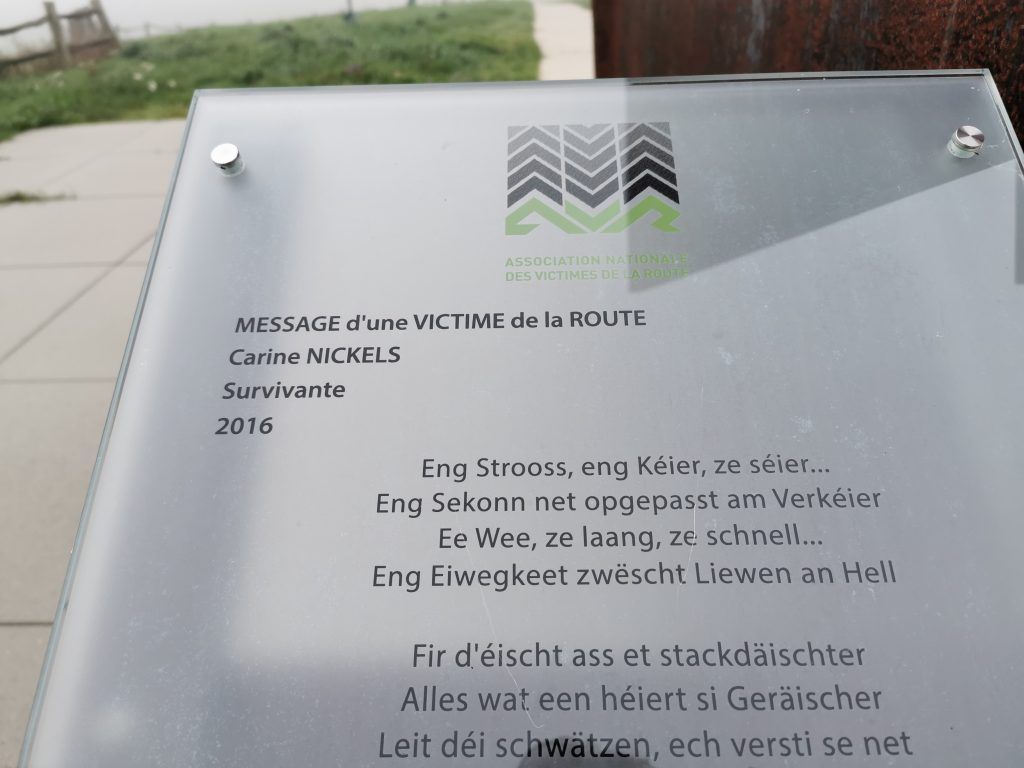 AVR
ASSOCIATION NATIONALE
DES VICTIMES DE LA ROUTE
MESSAGE d'une VICTIME de la ROUTE
Carine NICKELS
Survivante
2016
Eng Strooss, eng Kéier, ze séier...
Eng Sekonn net opgepasst am Verkéier
Ee Wee, ze laang, ze schnell...
Eng Eiwegkeet zwëscht Liewen an Hell
Fir d'éischt ass et stackdäischter
Alles wat een héiert si Geräischer
Leit déi schwätzen, ech versti se net